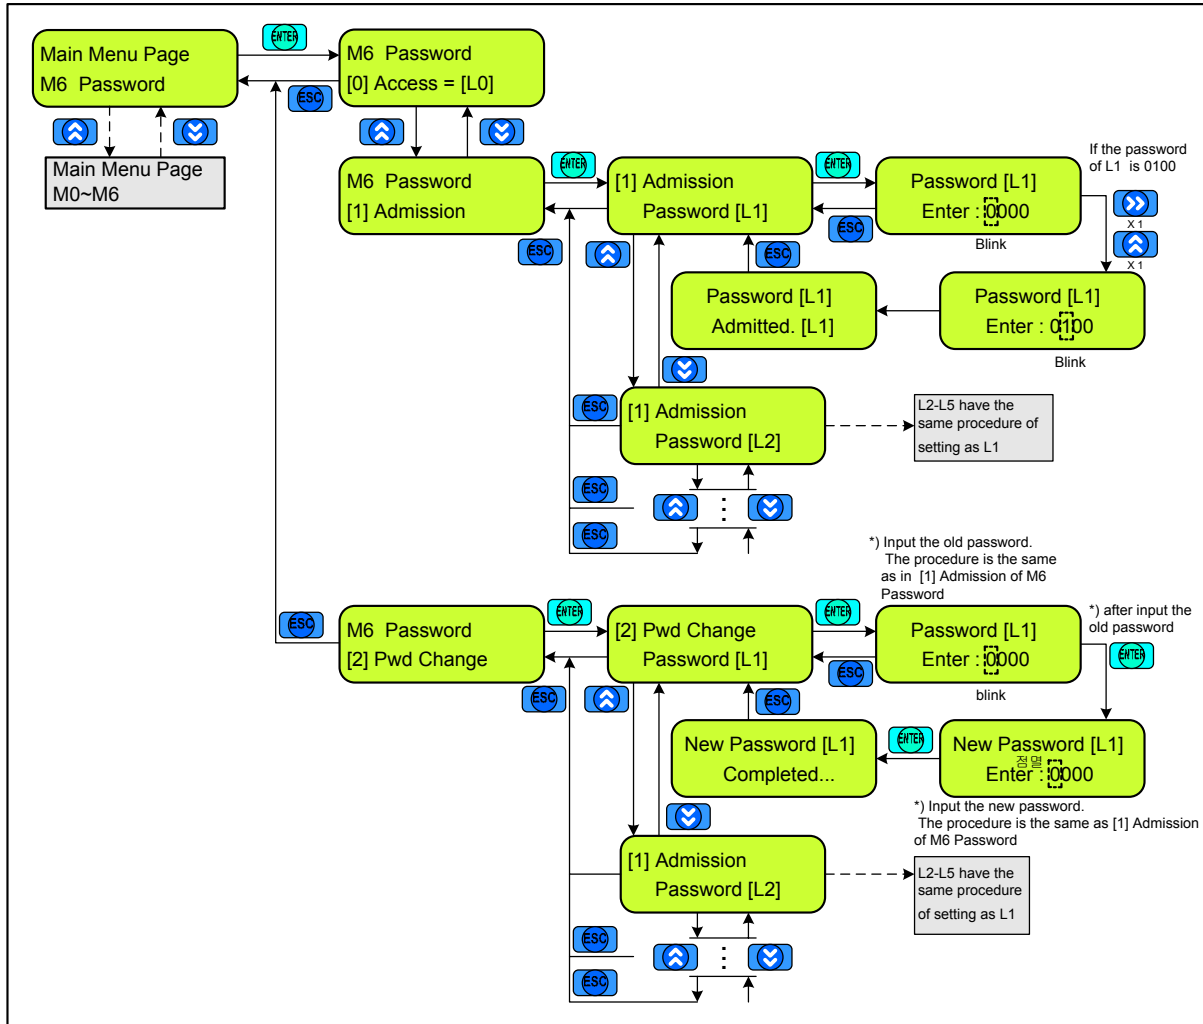 Main Menu Page
M6  Password
ENTER
M6  Password
[0] Access = [L0]
ESC
Main Menu Page
M0~M6
M6  Password
[1] Admission
ENTER
[1] Admission
Password [L1]
ENTER
Password [L1]
Enter : 0000
If the password
of L1  is 0100
X 1
X 1
ESC
ESC
ESC
Blink
Password [L1]
Admitted. [L1]
Password [L1]
Enter : 0100
Blink
ESC
[1] Admission
Password [L2]
L2-L5 have the
same procedure of
setting as L1
ESC
ESC
*) Input the old password.
The procedure is the same
as in  [1] Admission of M6
Password
ESC
M6  Password
[2] Pwd Change
ENTER
[2] Pwd Change
Password [L1]
ENTER
Password [L1]
Enter : 0000
*) after input the
old password
ENTER
ESC
ESC
ESC
blink
New Password [L1]
Completed...
ENTER
New Password [L1]
점멸
Enter : 0000
*) Input the new password.
The procedure is the same as [1] Admission
of M6 Password
[1] Admission
Password [L2]
L2-L5 have the
same procedure
of setting as L1
ESC
ESC